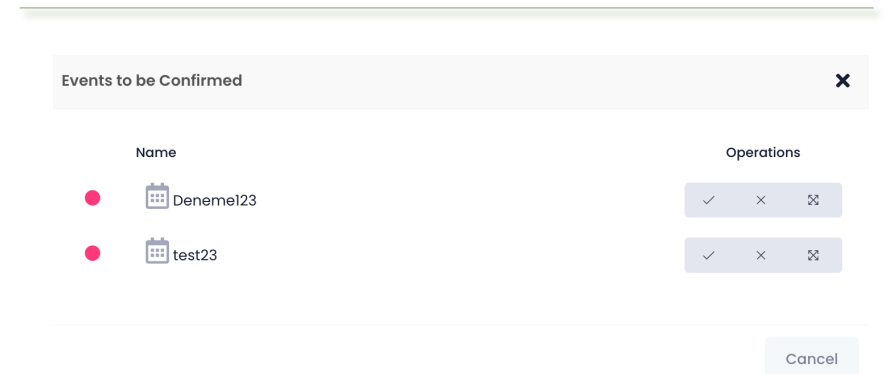 Events to be Confirmed
Name Operations
Deneme123
test23
Cancel